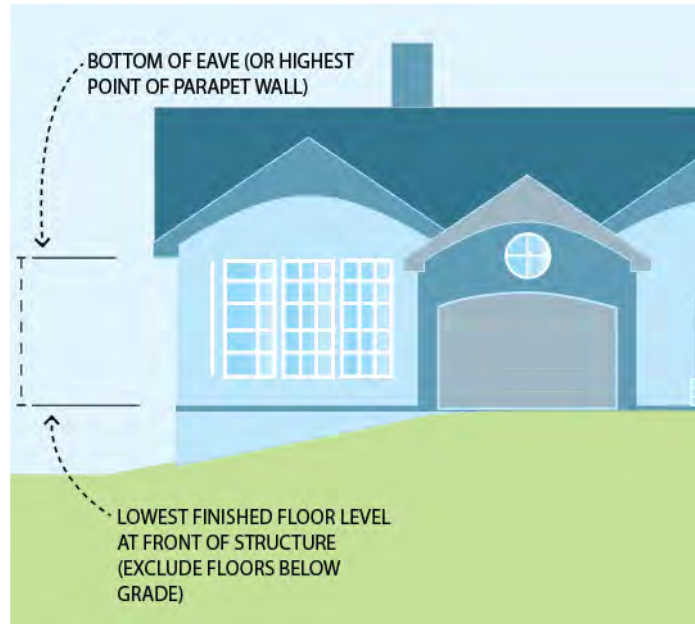 BOTTOM OF EAVE (OR HIGHEST
POINT OF PARAPET WALL)
LOWEST FINISHED FLOOR LEVEL
AT FRONT OF STRUCTURE
(EXCLUDE FLOORS BELOW
GRADE)